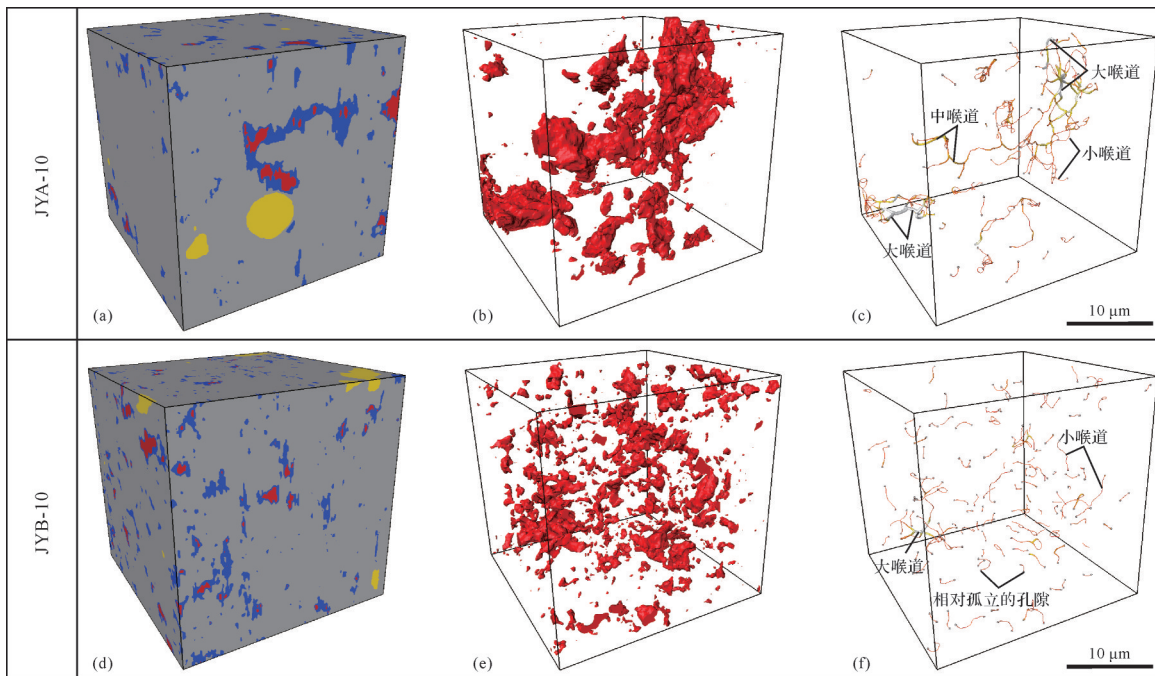 JYA-10
(a)
(b)
大喉道
中喉道
小喉道
大喉道
(c)
10 μm
JYB-10
(d)
(e)
小喉道
大喉道
相对孤立的孔隙
(f)
10 μm